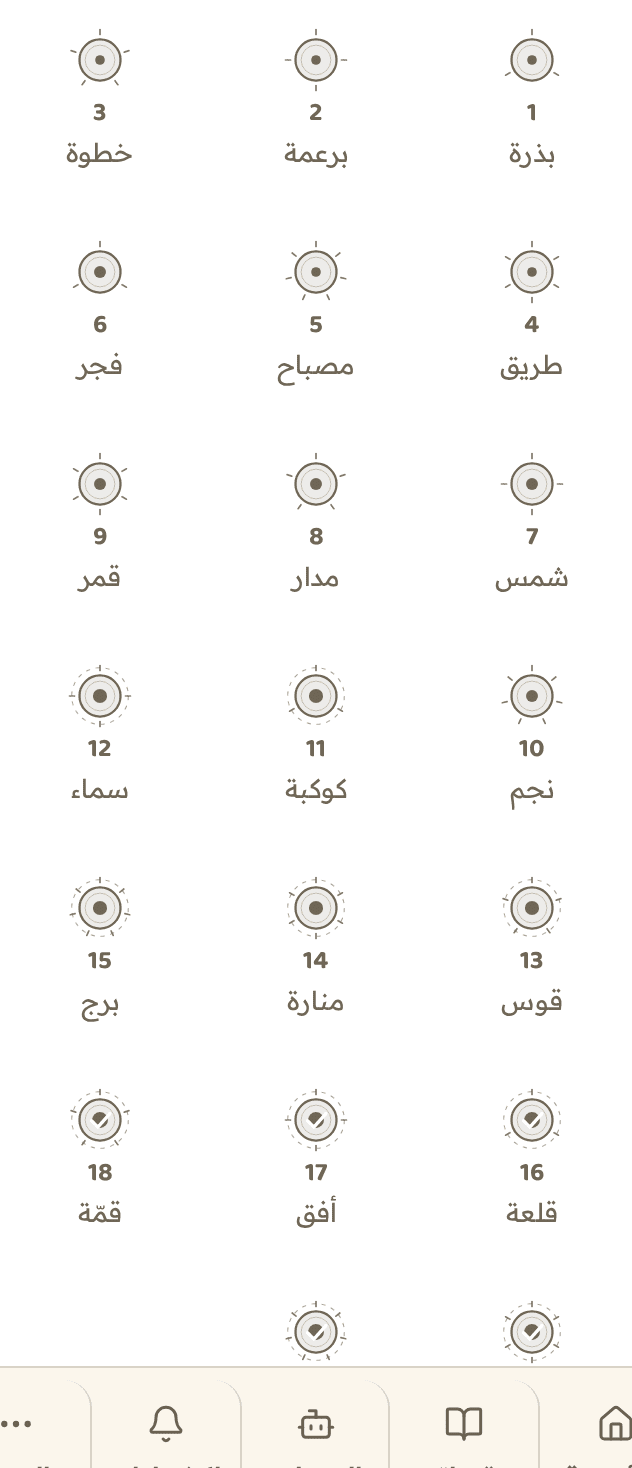 1 2 3
بذرة برعمة خطوة
4 5 6
طريق مصباح فجر
7 8 9
شمس مدار قمر
10 11 12
نجم كوكبة سماء
13 14 15
قوس منارة برج
16 17 18
قلعة أفق قمّة